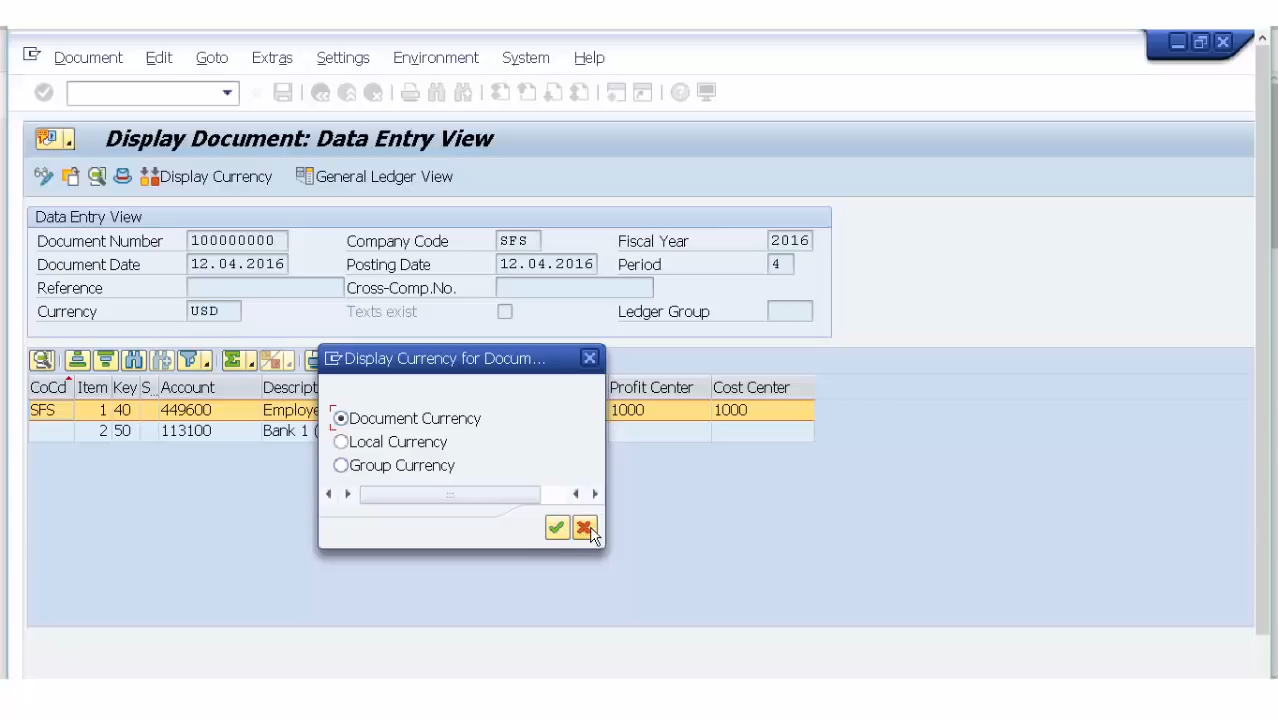 Document Edit Goto Extras Settings Environment System Help
Display Document: Data Entry View
Display Currency General Ledger View
Data Entry View
Document Number 100000000 Company Code SFS Fiscal Year 2016
Document Date 12.04.2016 Posting Date 12.04.2016 Period 4
Reference Cross-Comp.No.
Currency USD Texts exist Ledger Group
Display Currency for Docum...
CoCd Item Key S... Account Descript Profit Center Cost Center
SFS 1 40 449600 Employe 1000 1000
2 50 113100 Bank 1 (
Document Currency
Local Currency
Group Currency